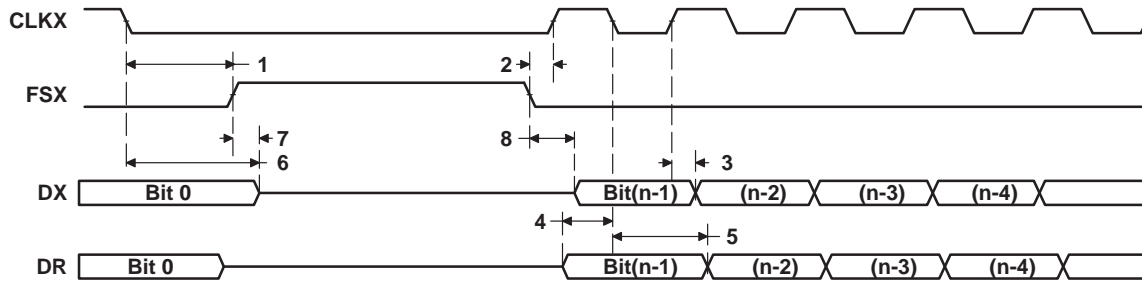 CLKX
1 2
FSX
7 8
6 3
DX Bit 0 Bit(n-1) (n-2) (n-3) (n-4)
4 5
DR Bit 0 Bit(n-1) (n-2) (n-3) (n-4)